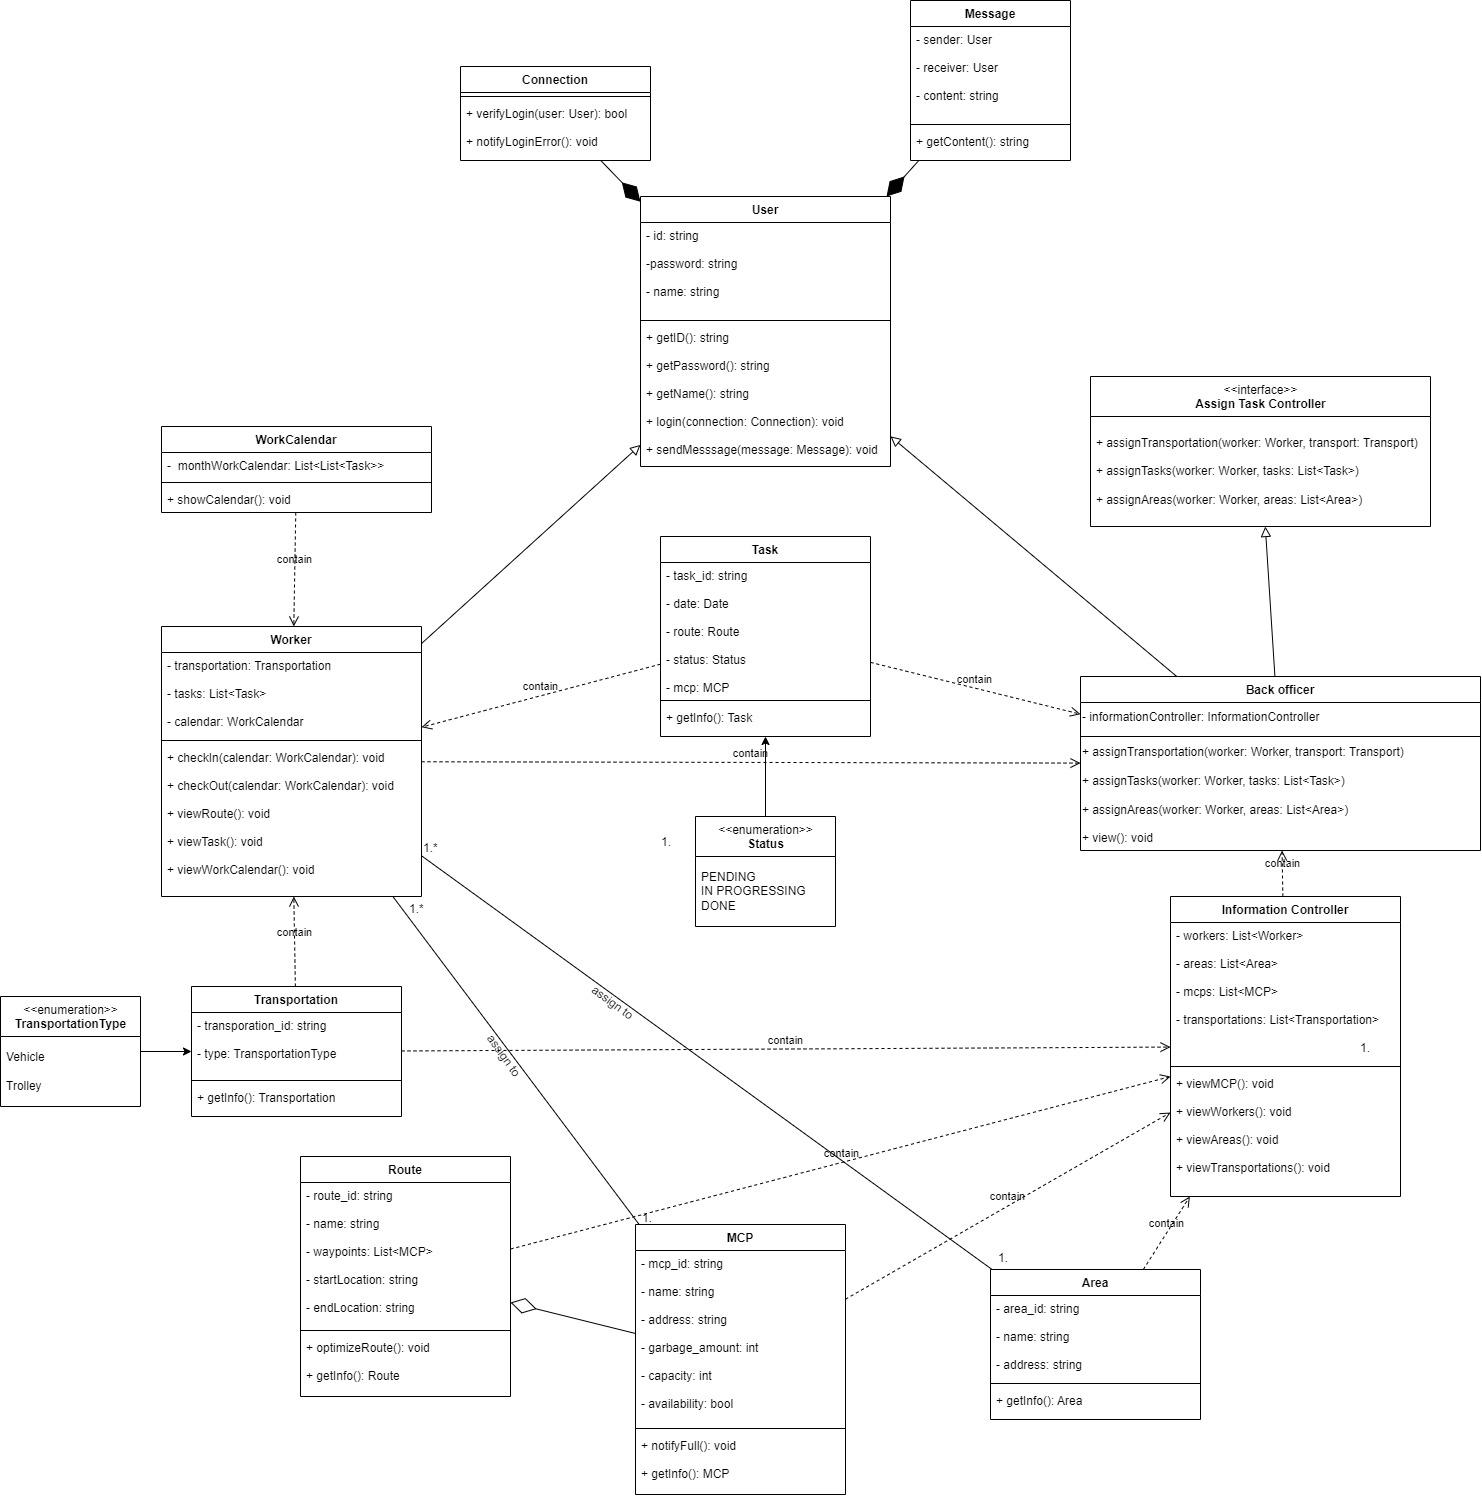 Message
- sender: User
- receiver: User
- content: string
+ getContent(): string
Connection
+ verifyLogin(user: User): bool
+ notifyLoginError(): void
User
- id: string
-password: string
- name: string
+ getID(): string
+ getPassword(): string
+ getName(): string
+ login(connection: Connection): void
+ sendMesssage(message: Message): void
<<interface>>
Assign Task Controller
+ assignTransportation(worker: Worker, transport: Transport)
+ assignTasks(worker: Worker, tasks: List<Task>)
+ assignAreas(worker: Worker, areas: List<Area>)
WorkCalendar
- monthWorkCalendar: List<List<Task>>
+ showCalendar(): void
contain
Task
- task_id: string
- date: Date
- route: Route
- status: Status
- mcp: MCP
+ getInfo(): Task
Worker
- transportation: Transportation
- tasks: List<Task>
- calendar: WorkCalendar
+ checkIn(calendar: WorkCalendar): void
+ checkOut(calendar: WorkCalendar): void
+ viewRoute(): void
+ viewTask(): void
+ viewWorkCalendar(): void
contain
contain
contain
Back officer
- informationController: InformationController
+ assignTransportation(worker: Worker, transport: Transport)
+ assignTasks(worker: Worker, tasks: List<Task>)
+ assignAreas(worker: Worker, areas: List<Area>)
+ view(): void
<<enumeration>>
Status
PENDING
IN PROGRESSING
DONE
1.
1.*
1.*
contain
contain
Information Controller
- workers: List<Worker>
- areas: List<Area>
- mcps: List<MCP>
- transportations: List<Transportation>
1.
+ viewMCP(): void
+ viewWorkers(): void
+ viewAreas(): void
+ viewTransportations(): void
<<enumeration>>
TransportationType
Vehicle
Trolley
Transportation
- transporation_id: string
- type: TransportationType
+ getInfo(): Transportation
assign to
assign to
contain
contain
contain
contain
Route
- route_id: string
- name: string
- waypoints: List<MCP>
- startLocation: string
- endLocation: string
+ optimizeRoute(): void
+ getInfo(): Route
1.
MCP
- mcp_id: string
- name: string
- address: string
- garbage_amount: int
- capacity: int
- availability: bool
+ notifyFull(): void
+ getInfo(): MCP
1.
Area
- area_id: string
- name: string
- address: string
+ getInfo(): Area